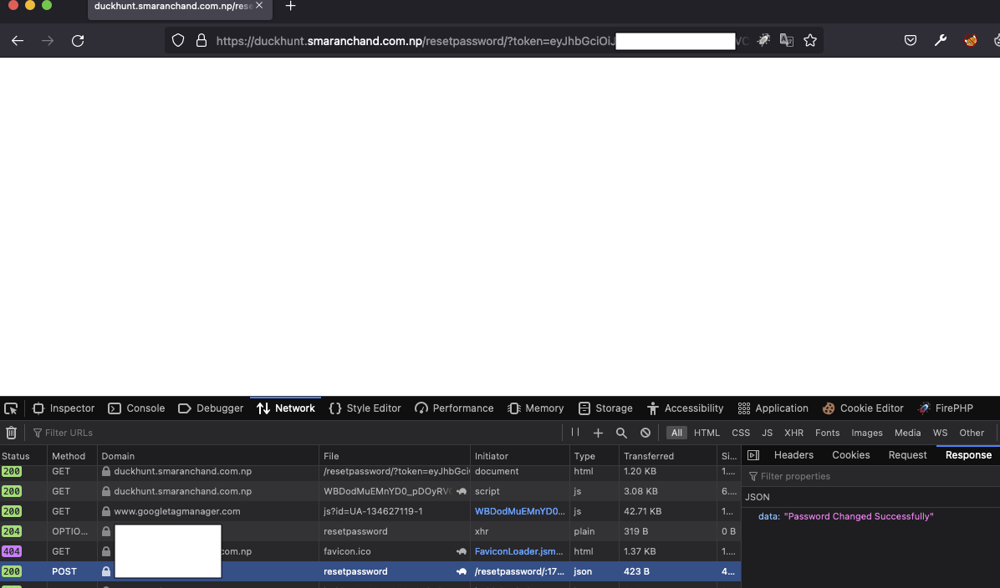 duckhunt.smaranchand.com.np/rese
https://duckhunt.smaranchand.com.np/resetpassword/?token=eyJhbGciOiJ VC
Inspector Console Debugger Network Style Editor Performance Memory Storage Accessibility Application Cookie Editor FirePHP
Filter URLs All HTML CSS JS XHR Fonts Images Media WS Other
Status Method Domain File Initiator Type Transferred Si... Headers Cookies Request Response
200 GET duckhunt.smaranchand.com.np /resetpassword/?token=eyJhbGci document html 1.20 KB 1....
Filter properties
200 GET duckhunt.smaranchand.com.np WBDodMuEMnYD0_pDOyRVC script js 3.08 KB 6....
JSON
200 GET www.googletagmanager.com js?id=UA-134627119-1 WBDodMuEMnYD0... js 42.71 KB 1...
data: "Password Changed Successfully"
204 OPTIO... resetpassword xhr plain 319 B 0 B
404 GET com.np favicon.ico FaviconLoader.jsm... html 1.37 KB 1....
200 POST resetpassword /resetpassword/:17... json 423 B 4...